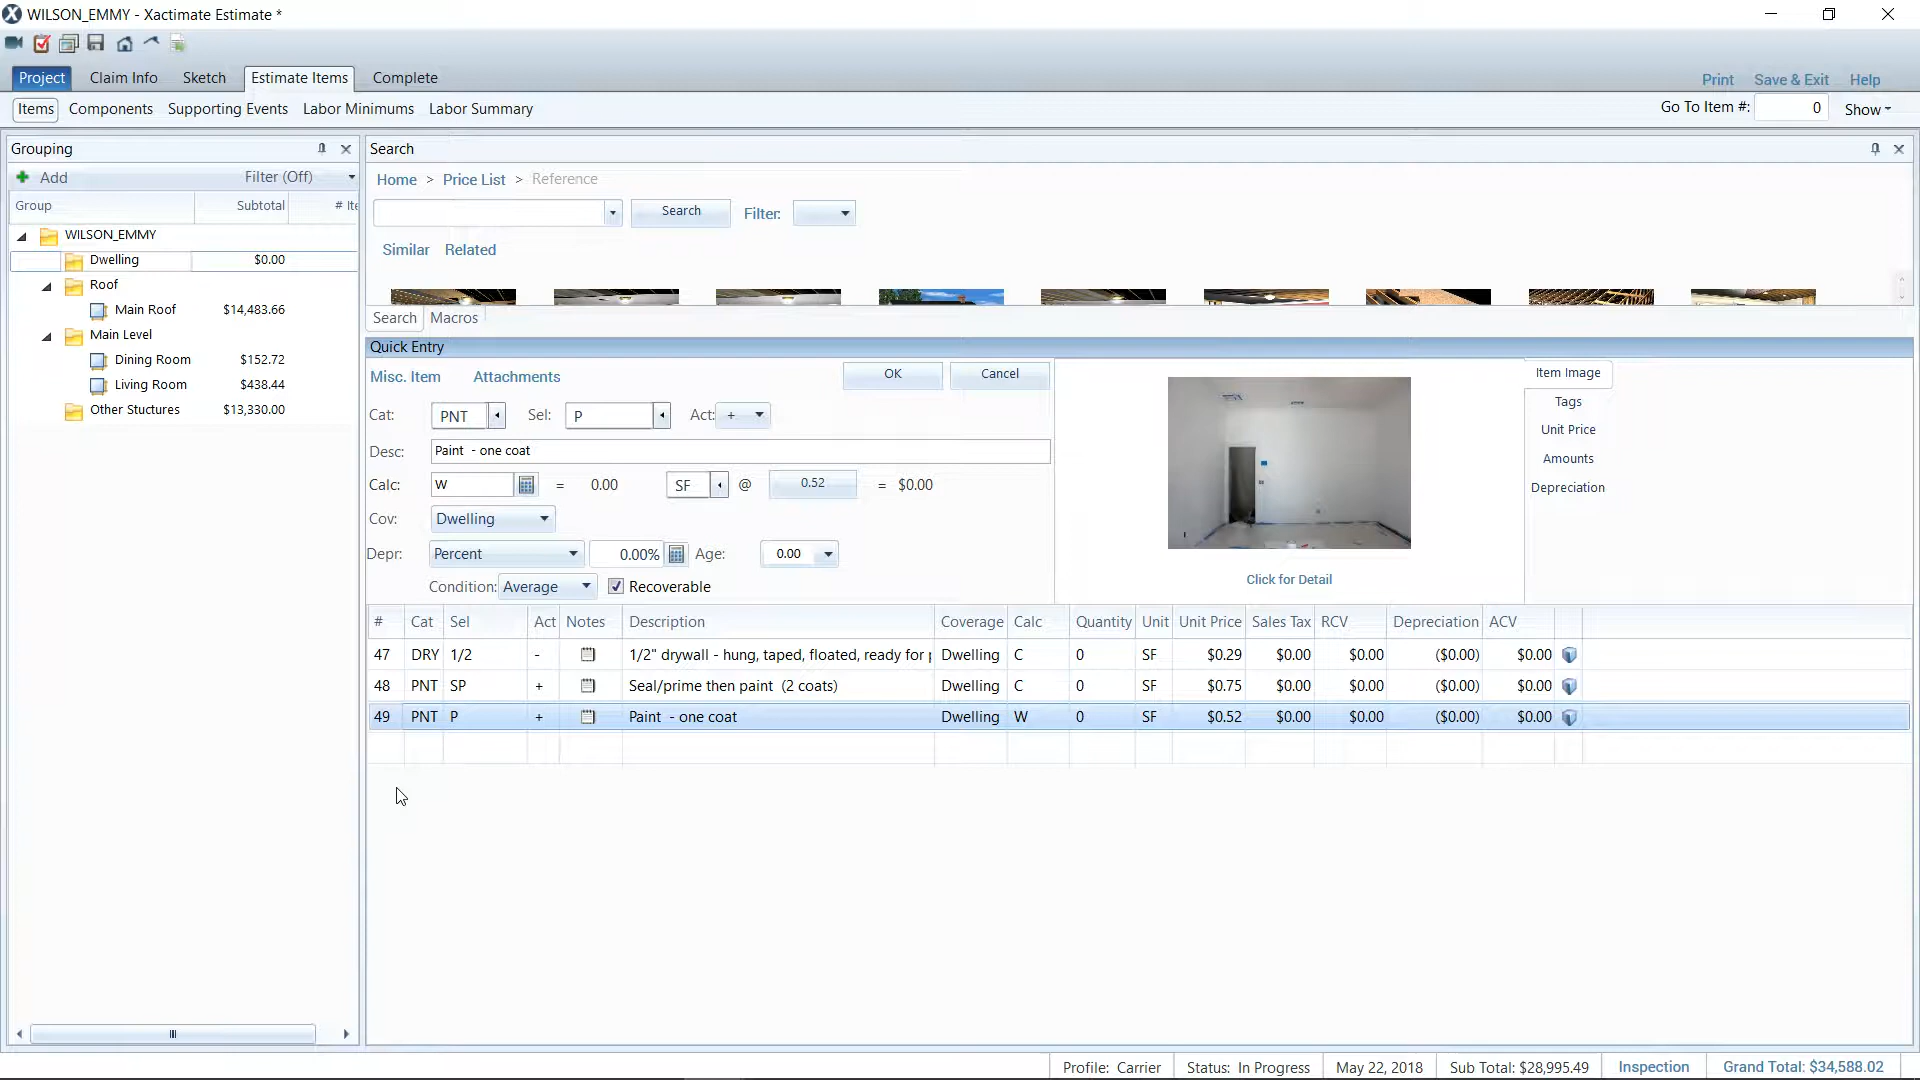 WILSON_EMMY - Xactimate Estimate *
Project Claim Info Sketch Estimate Items Complete
Print Save & Exit Help
Items Components Supporting Events Labor Minimums Labor Summary
Go To Item #: 0 Show
Grouping
Add Filter (Off)
Group Subtotal # Ite
WILSON_EMMY
Dwelling $0.00
Roof
Main Roof $14,483.66
Main Level
Dining Room $152.72
Living Room $438.44
Other Stuctures $13,330.00
Search
Home > Price List > Reference
Search Filter:
Similar Related
Search Macros
Quick Entry
Misc. Item Attachments OK Cancel
Cat: PNT Sel: P Act: +
Desc: Paint - one coat
Calc: W = 0.00 SF @ 0.52 = $0.00
Cov: Dwelling
Depr: Percent 0.00% Age: 0.00
Condition: Average Recoverable
Click for Detail
Item Image
Tags
Unit Price
Amounts
Depreciation
# Cat Sel Act Notes Description Coverage Calc Quantity Unit Unit Price Sales Tax RCV Depreciation ACV
47 DRY 1/2 - 1/2" drywall - hung, taped, floated, ready for p Dwelling C 0 SF $0.29 $0.00 $0.00 ($0.00) $0.00
48 PNT SP + Seal/prime then paint (2 coats) Dwelling C 0 SF $0.75 $0.00 $0.00 ($0.00) $0.00
49 PNT P + Paint - one coat Dwelling W 0 SF $0.52 $0.00 $0.00 ($0.00) $0.00
Profile: Carrier Status: In Progress May 22, 2018 Sub Total: $28,995.49 Inspection Grand Total: $34,588.02